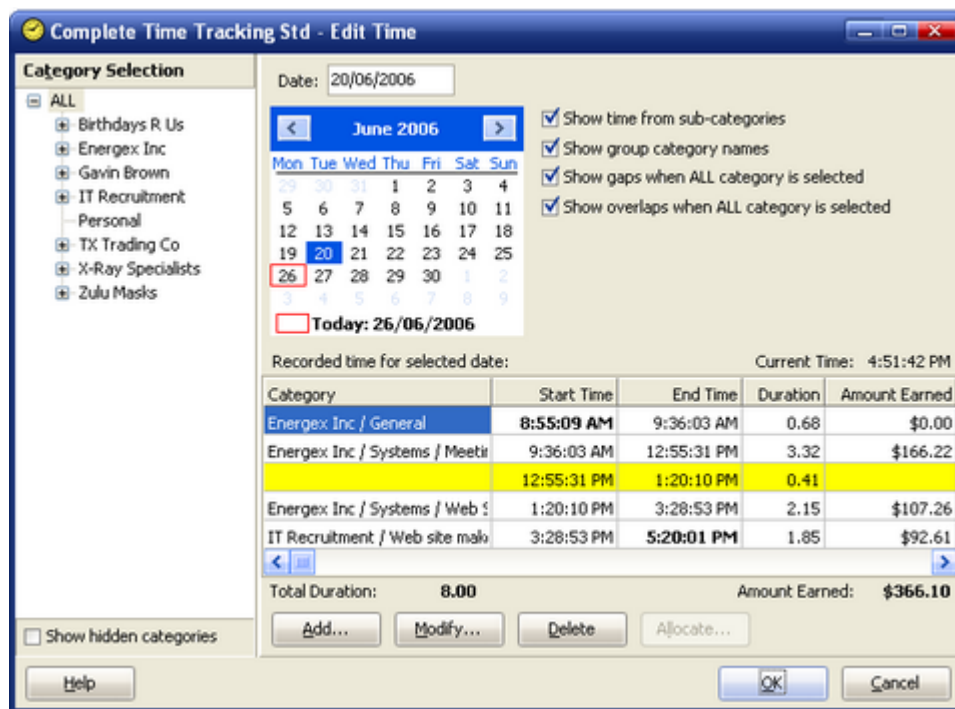 Complete Time Tracking Std - Edit Time
Category Selection
ALL
Birthdays R Us
Energex Inc
Gavin Brown
IT Recruitment
Personal
TX Trading Co
X-Ray Specialists
Zulu Masks
Show hidden categories
Date: 20/06/2006
June 2006
Mon Tue Wed Thu Fri Sat Sun
29 30 31 1 2 3 4
5 6 7 8 9 10 11
12 13 14 15 16 17 18
19 20 21 22 23 24 25
26 27 28 29 30 1 2
3 4 5 6 7 8 9
Today: 26/06/2006
Show time from sub-categories
Show group category names
Show gaps when ALL category is selected
Show overlaps when ALL category is selected
Recorded time for selected date: Current Time: 4:51:42 PM
Category Start Time End Time Duration Amount Earned
Energex Inc / General 8:55:09 AM 9:36:03 AM 0.68 $0.00
Energex Inc / Systems / Meetin 9:36:03 AM 12:55:31 PM 3.32 $166.22
12:55:31 PM 1:20:10 PM 0.41
Energex Inc / Systems / Web S 1:20:10 PM 3:28:53 PM 2.15 $107.26
IT Recruitment / Web site make 3:28:53 PM 5:20:01 PM 1.85 $92.61
Total Duration: 8.00 Amount Earned: $366.10
Add... Modify... Delete Allocate...
Help OK Cancel